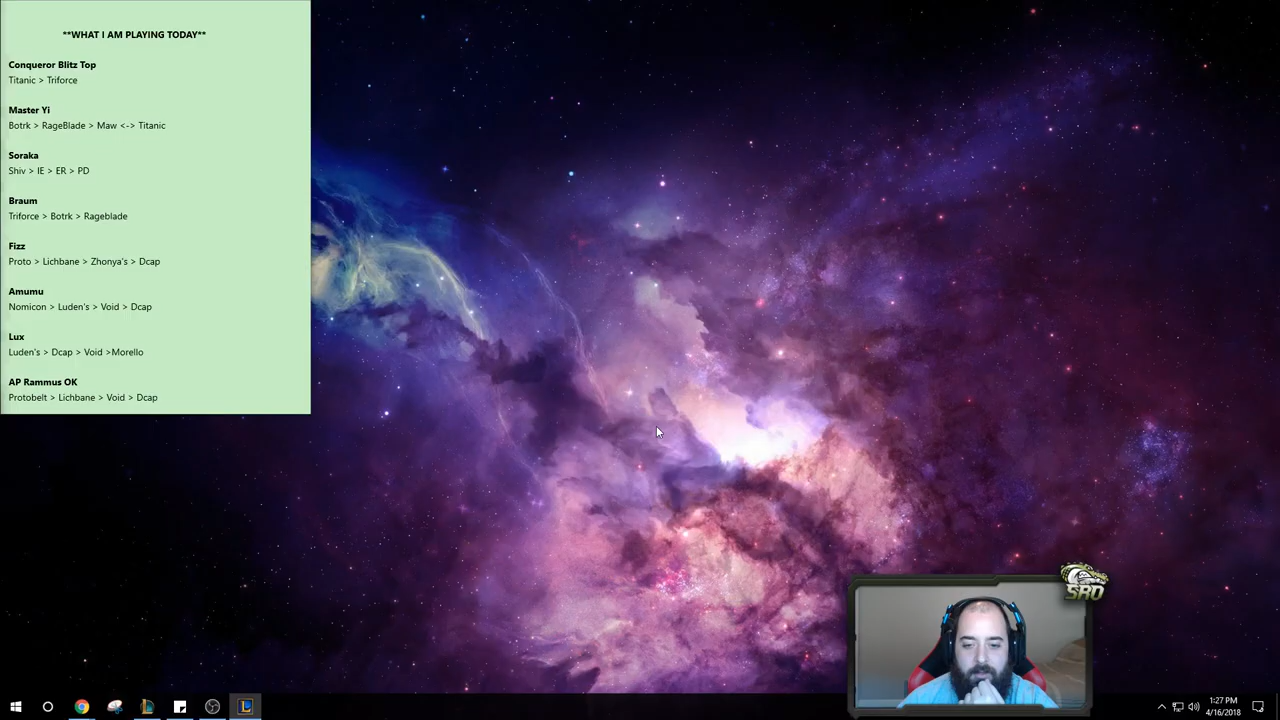 **WHAT I AM PLAYING TODAY**
Conqueror Blitz Top
Titanic > Triforce
Master Yi
Botrk > RageBlade > Maw <-> Titanic
Soraka
Shiv > IE > ER > PD
Braum
Triforce > Botrk > Rageblade
Fizz
Proto > Lichbane > Zhonya's > Dcap
Amumu
Nomicon > Luden's > Void > Dcap
Lux
Luden's > Dcap > Void >Morello
AP Rammus OK
Protobelt > Lichbane > Void > Dcap
SRO
1:27 PM
4/16/2018